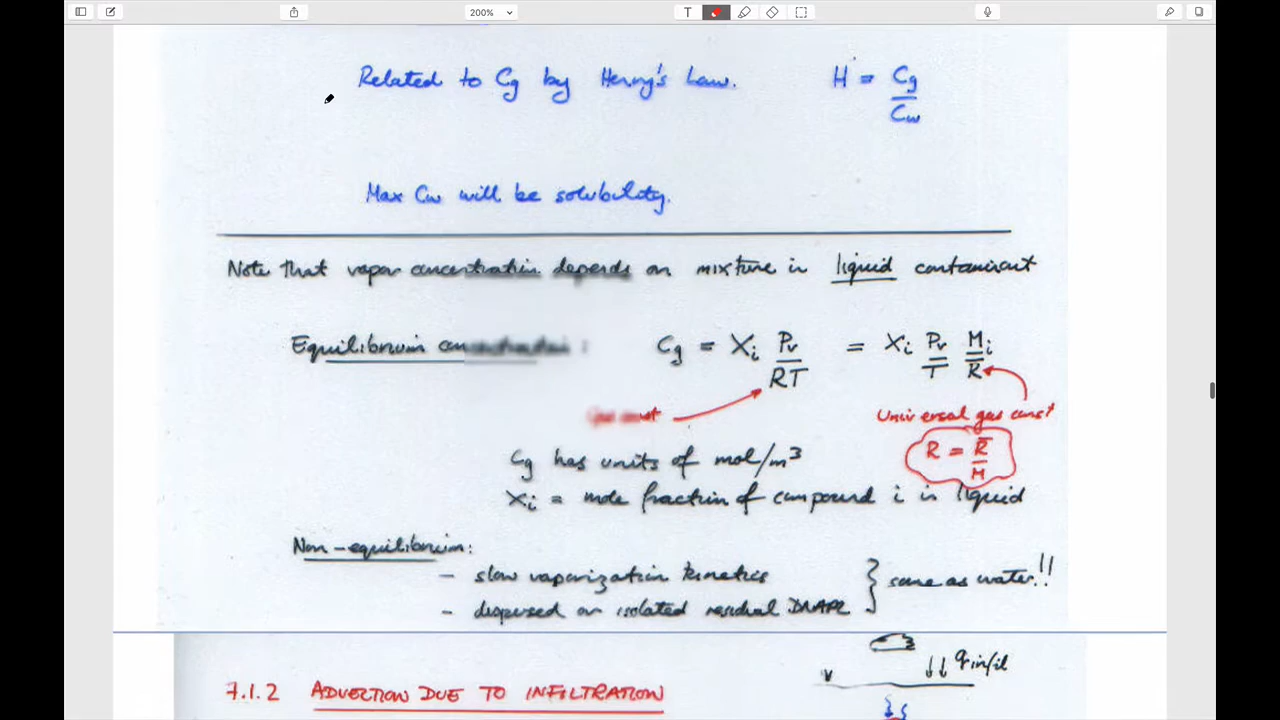 200%
T
Related to Cg by Henry's Law. H = Cg / Cw
Max Cw will be solubility.
Note that vapor concentration depends on mixture in liquid contaminant
Equilibrium concentration: Cg = Xi Pv / RT = Xi Pv / T Mi / R̄
Universal gas const
R = R̄ / M
Cg has units of mol/m³
Xi = mole fraction of compound i in liquid
Non-equilibrium:
- slow vaporization kinetics
- dispersed or isolated residual DNAPL } same as water!!
q infil
7.1.2 ADVECTION DUE TO INFILTRATION